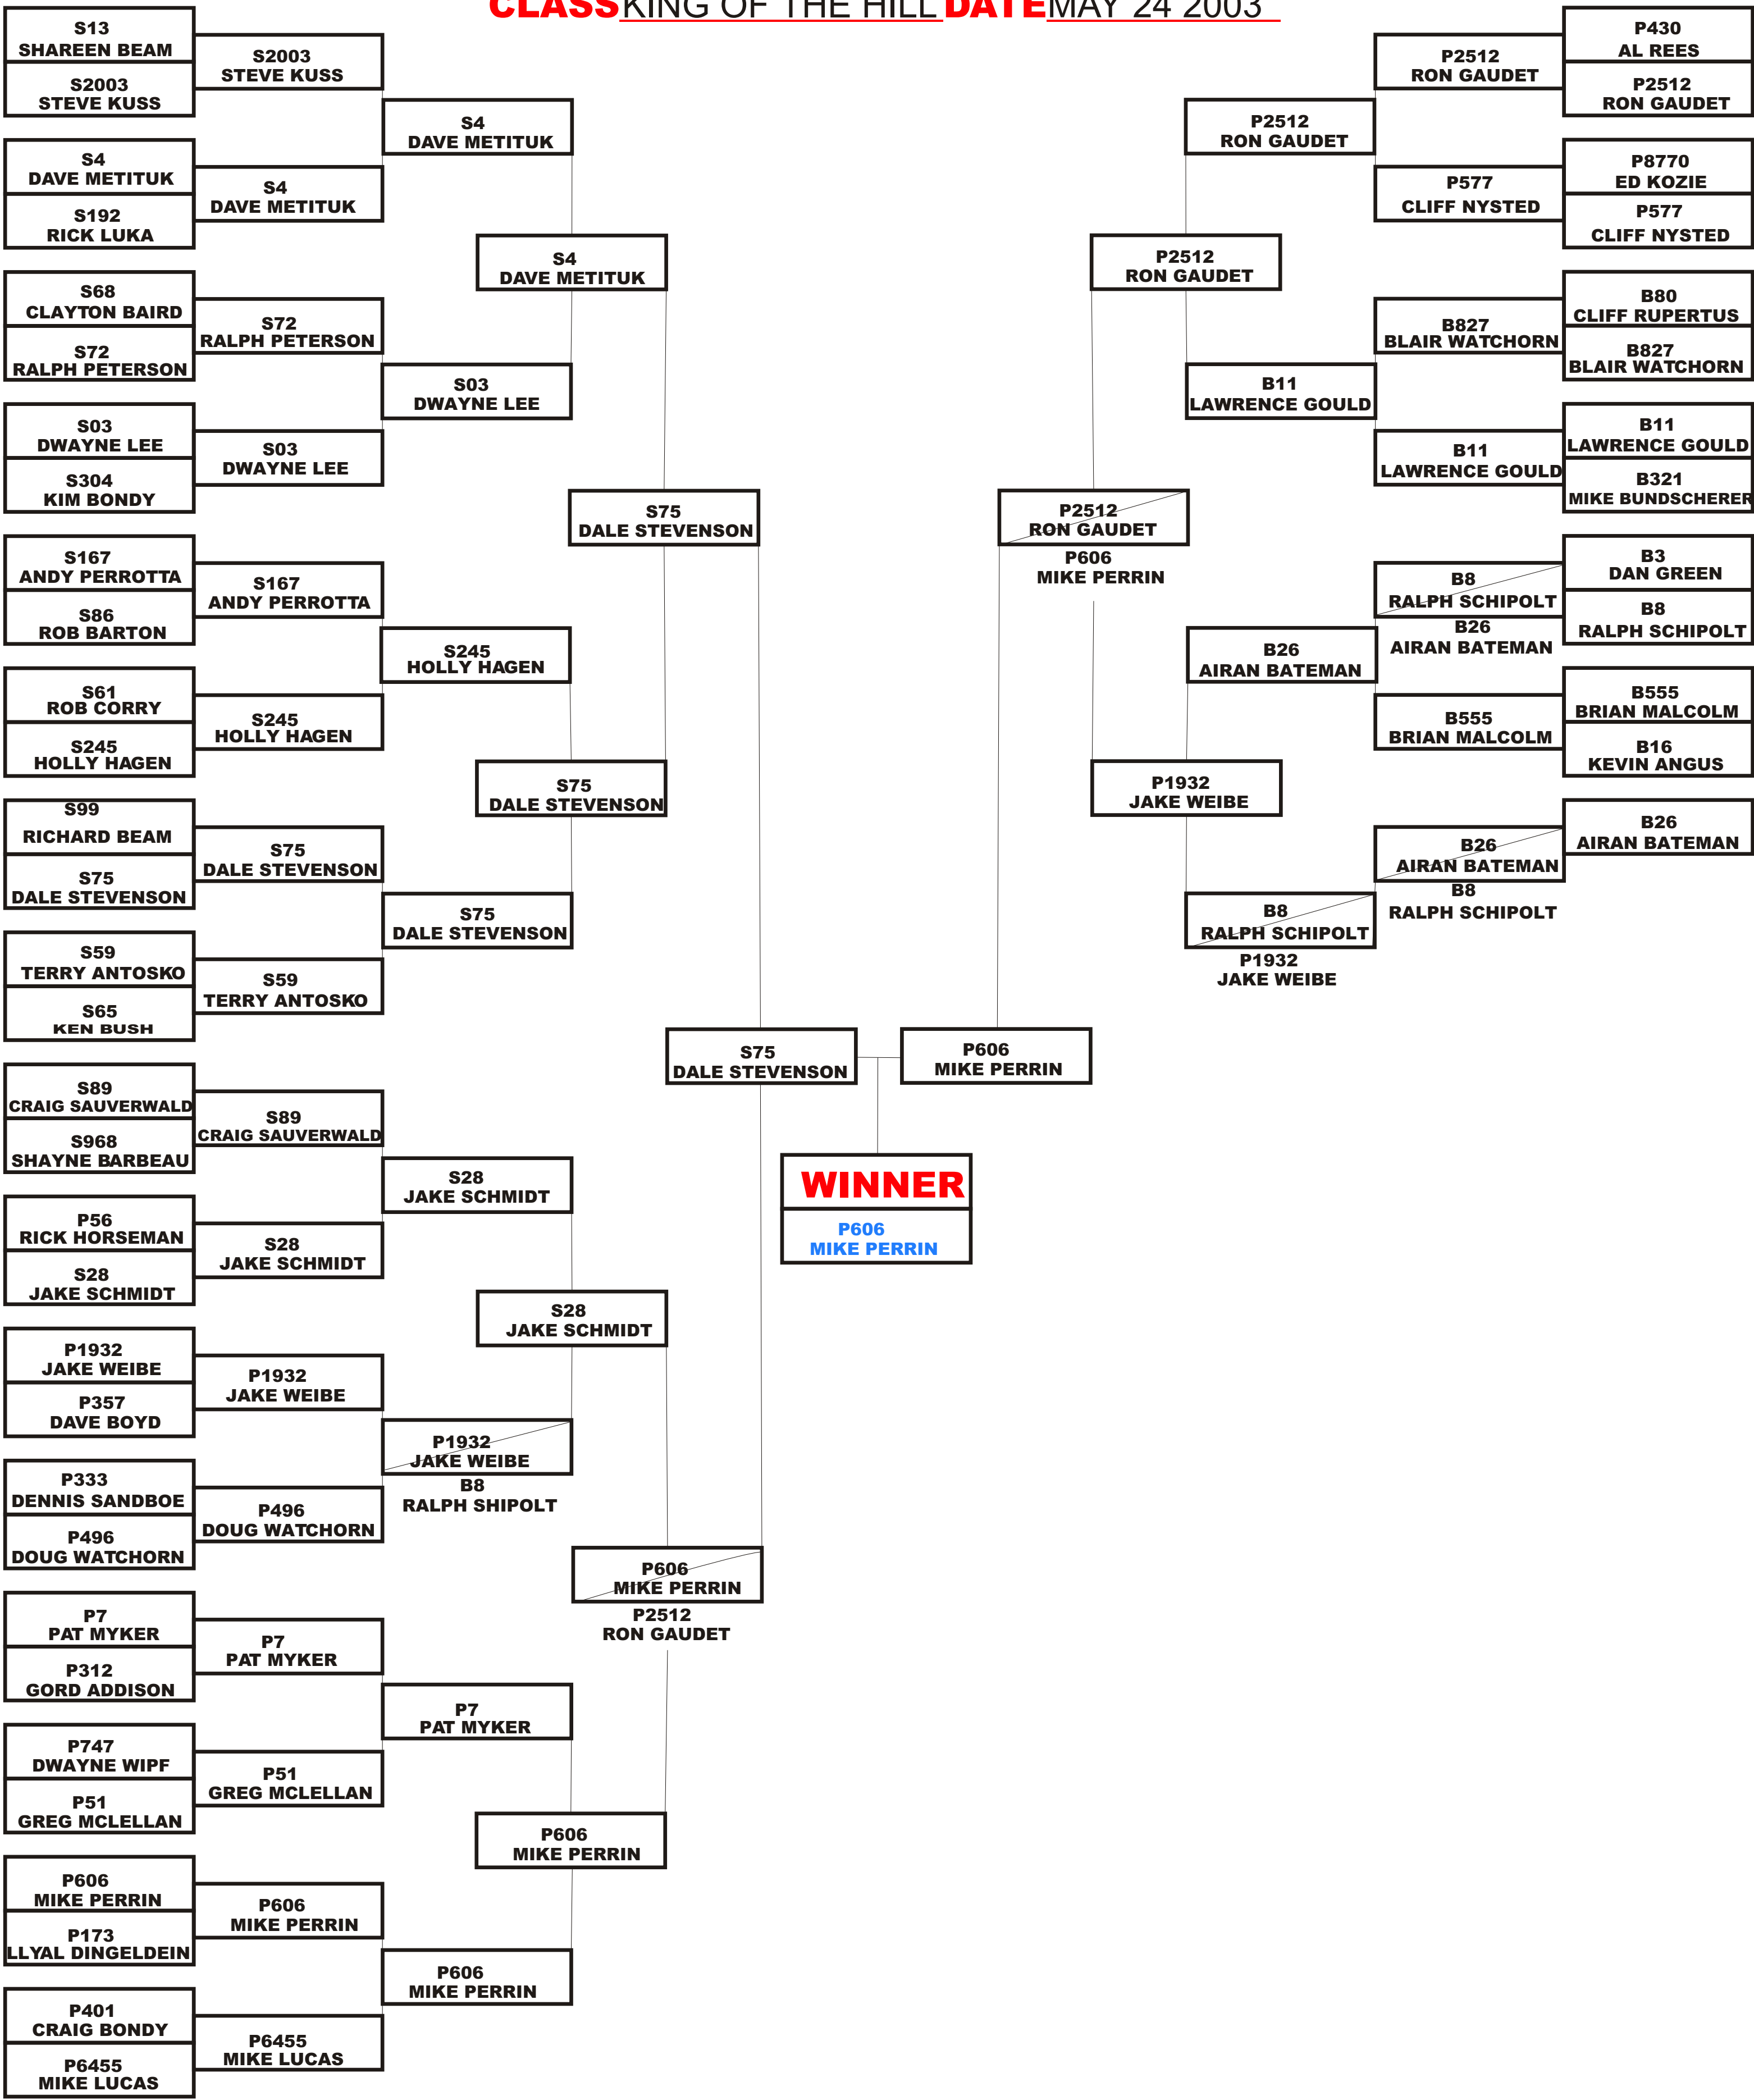 CLASS KING OF THE HILL DATE MAY 24 2003
S13
SHAREEN BEAM
S2003
STEVE KUSS
S4
DAVE METITUK
S192
RICK LUKA
S68
CLAYTON BAIRD
S72
RALPH PETERSON
S03
DWAYNE LEE
S304
KIM BONDY
S167
ANDY PERROTTA
S86
ROB BARTON
S61
ROB CORRY
S245
HOLLY HAGEN
S99
RICHARD BEAM
S75
DALE STEVENSON
S59
TERRY ANTOSKO
S65
KEN BUSH
S89
CRAIG SAUVERWALD
S968
SHAYNE BARBEAU
P56
RICK HORSEMAN
S28
JAKE SCHMIDT
P1932
JAKE WEIBE
P357
DAVE BOYD
P333
DENNIS SANDBOE
P496
DOUG WATCHORN
P7
PAT MYKER
P312
GORD ADDISON
P747
DWAYNE WIPF
P51
GREG MCLELLAN
P606
MIKE PERRIN
P173
LLYAL DINGELDEIN
P401
CRAIG BONDY
P6455
MIKE LUCAS
S2003
STEVE KUSS
S4
DAVE METITUK
S72
RALPH PETERSON
S03
DWAYNE LEE
S167
ANDY PERROTTA
S245
HOLLY HAGEN
S75
DALE STEVENSON
S59
TERRY ANTOSKO
S89
CRAIG SAUVERWALD
S28
JAKE SCHMIDT
P1932
JAKE WEIBE
P496
DOUG WATCHORN
P7
PAT MYKER
P51
GREG MCLELLAN
P606
MIKE PERRIN
P6455
MIKE LUCAS
S4
DAVE METITUK
S03
DWAYNE LEE
S245
HOLLY HAGEN
S75
DALE STEVENSON
S28
JAKE SCHMIDT
P1932
JAKE WEIBE
B8
RALPH SHIPOLT
P7
PAT MYKER
P606
MIKE PERRIN
S4
DAVE METITUK
S75
DALE STEVENSON
S28
JAKE SCHMIDT
P606
MIKE PERRIN
S75
DALE STEVENSON
P606
MIKE PERRIN
P2512
RON GAUDET
S75
DALE STEVENSON
P606
MIKE PERRIN
WINNER
P606
MIKE PERRIN
P2512
RON GAUDET
P606
MIKE PERRIN
P2512
RON GAUDET
P1932
JAKE WEIBE
P2512
RON GAUDET
B11
LAWRENCE GOULD
B26
AIRAN BATEMAN
B8
RALPH SCHIPOLT
P1932
JAKE WEIBE
P2512
RON GAUDET
P577
CLIFF NYSTED
B827
BLAIR WATCHORN
B11
LAWRENCE GOULD
B8
RALPH SCHIPOLT
B26
AIRAN BATEMAN
B555
BRIAN MALCOLM
B26
AIRAN BATEMAN
B8
RALPH SCHIPOLT
P430
AL REES
P2512
RON GAUDET
P8770
ED KOZIE
P577
CLIFF NYSTED
B80
CLIFF RUPERTUS
B827
BLAIR WATCHORN
B11
LAWRENCE GOULD
B321
MIKE BUNDSCHERER
B3
DAN GREEN
B8
RALPH SCHIPOLT
B555
BRIAN MALCOLM
B16
KEVIN ANGUS
B26
AIRAN BATEMAN